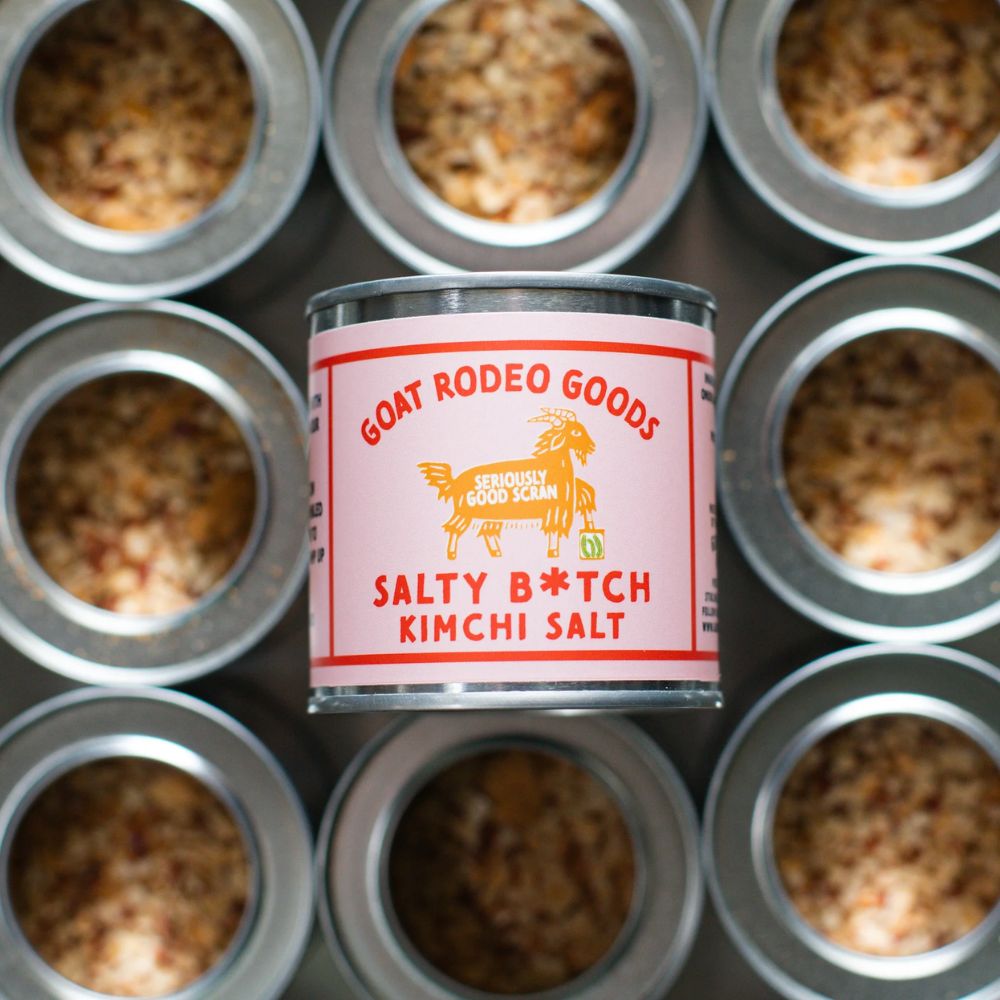 GOAT RODEO GOODS
SERIOUSLY
GOOD SCRAN
SALTY B*TCH
KIMCHI SALT